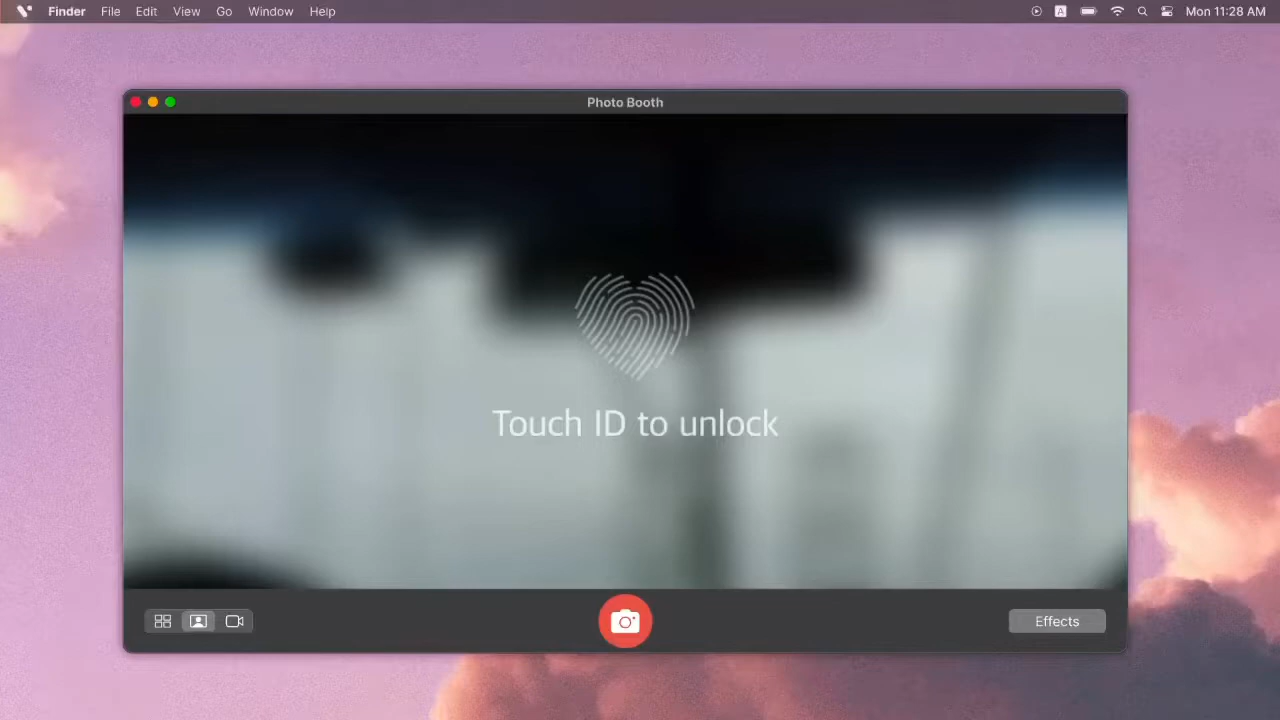 Finder File Edit View Go Window Help A Mon 11:28 AM
Photo Booth
Touch ID to unlock
Effects